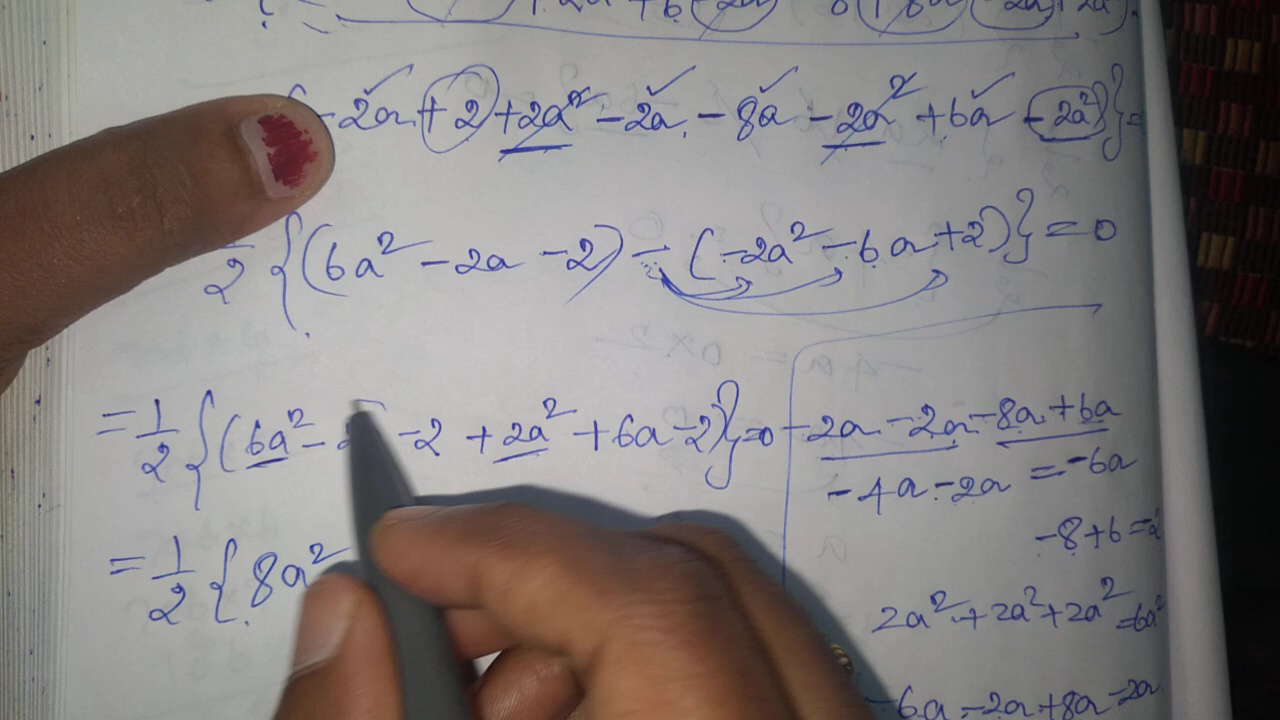 -2a + 2 + 2a² - 2a - 8a - 2a² + 6a - 2a²)} =
2 {(6a² - 2a - 2) - (-2a² - 6a + 2)} = 0
= 1/2 {(6a² - 2 - 2 + 2a² + 6a - 2)} = 0
= 1/2 {8a²
-2a - 2a - 8a + 6a
-4a - 2a = -6a
-8 + 6 = -2
2a² + 2a² + 2a² = 6a²
-6a - 2a + 8a - 2a